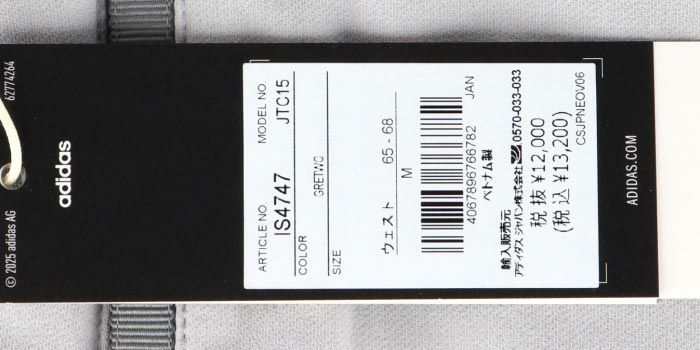 62774264
adidas
© 2025 adidas AG
ARTICLE NO.
MODEL NO.
IS4747
JTC15
COLOR
GRETWO
SIZE
ウェスト 65 - 68
M
JAN
4067896766782
ベトナム製
輸入販売元
アディダス ジャパン株式会社 0570-033-033
税 抜 ¥12,000
(税 込 ¥13,200)
CSJPNEOV06
ADIDAS.COM